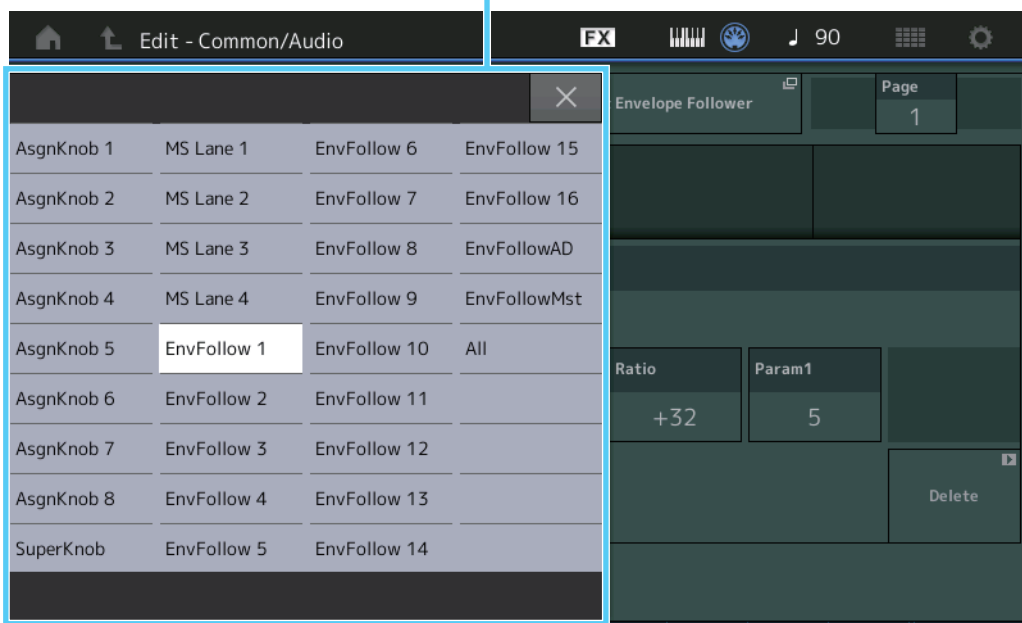 Edit - Common/Audio
FX
90
Envelope Follower
Page
1
AsgnKnob 1 MS Lane 1 EnvFollow 6 EnvFollow 15
AsgnKnob 2 MS Lane 2 EnvFollow 7 EnvFollow 16
AsgnKnob 3 MS Lane 3 EnvFollow 8 EnvFollowAD
AsgnKnob 4 MS Lane 4 EnvFollow 9 EnvFollowMst
AsgnKnob 5 EnvFollow 1 EnvFollow 10 All
AsgnKnob 6 EnvFollow 2 EnvFollow 11
AsgnKnob 7 EnvFollow 3 EnvFollow 12
AsgnKnob 8 EnvFollow 4 EnvFollow 13
SuperKnob EnvFollow 5 EnvFollow 14
Ratio Param1
+32 5
Delete